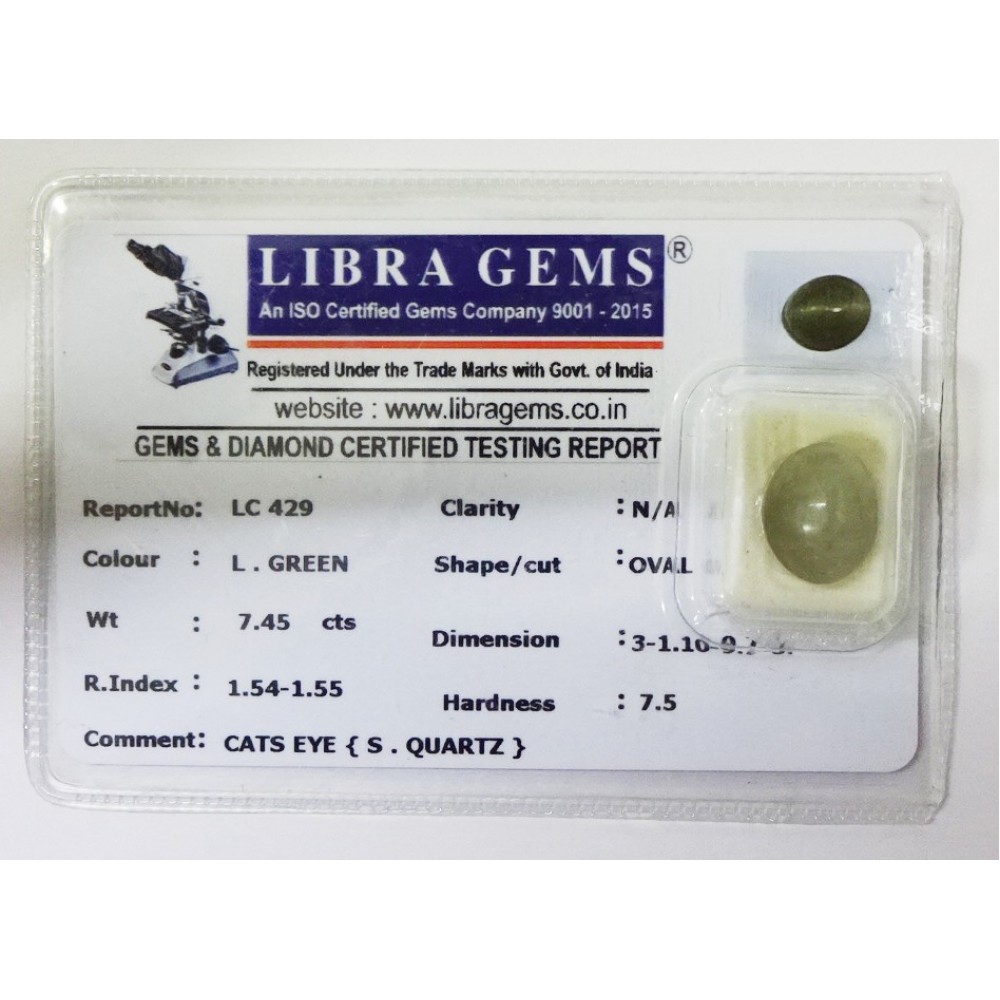 LIBRA GEMS ®
An ISO Certified Gems Company 9001 - 2015
Registered Under the Trade Marks with Govt. of India
website : www.libragems.co.in
GEMS & DIAMOND CERTIFIED TESTING REPORT
ReportNo: LC 429 Clarity :
Colour : L . GREEN Shape/cut : OVAL
Wt : 7.45 cts Dimension :
R.Index : 1.54-1.55 Hardness : 7.5
Comment: CATS EYE { S . QUARTZ }